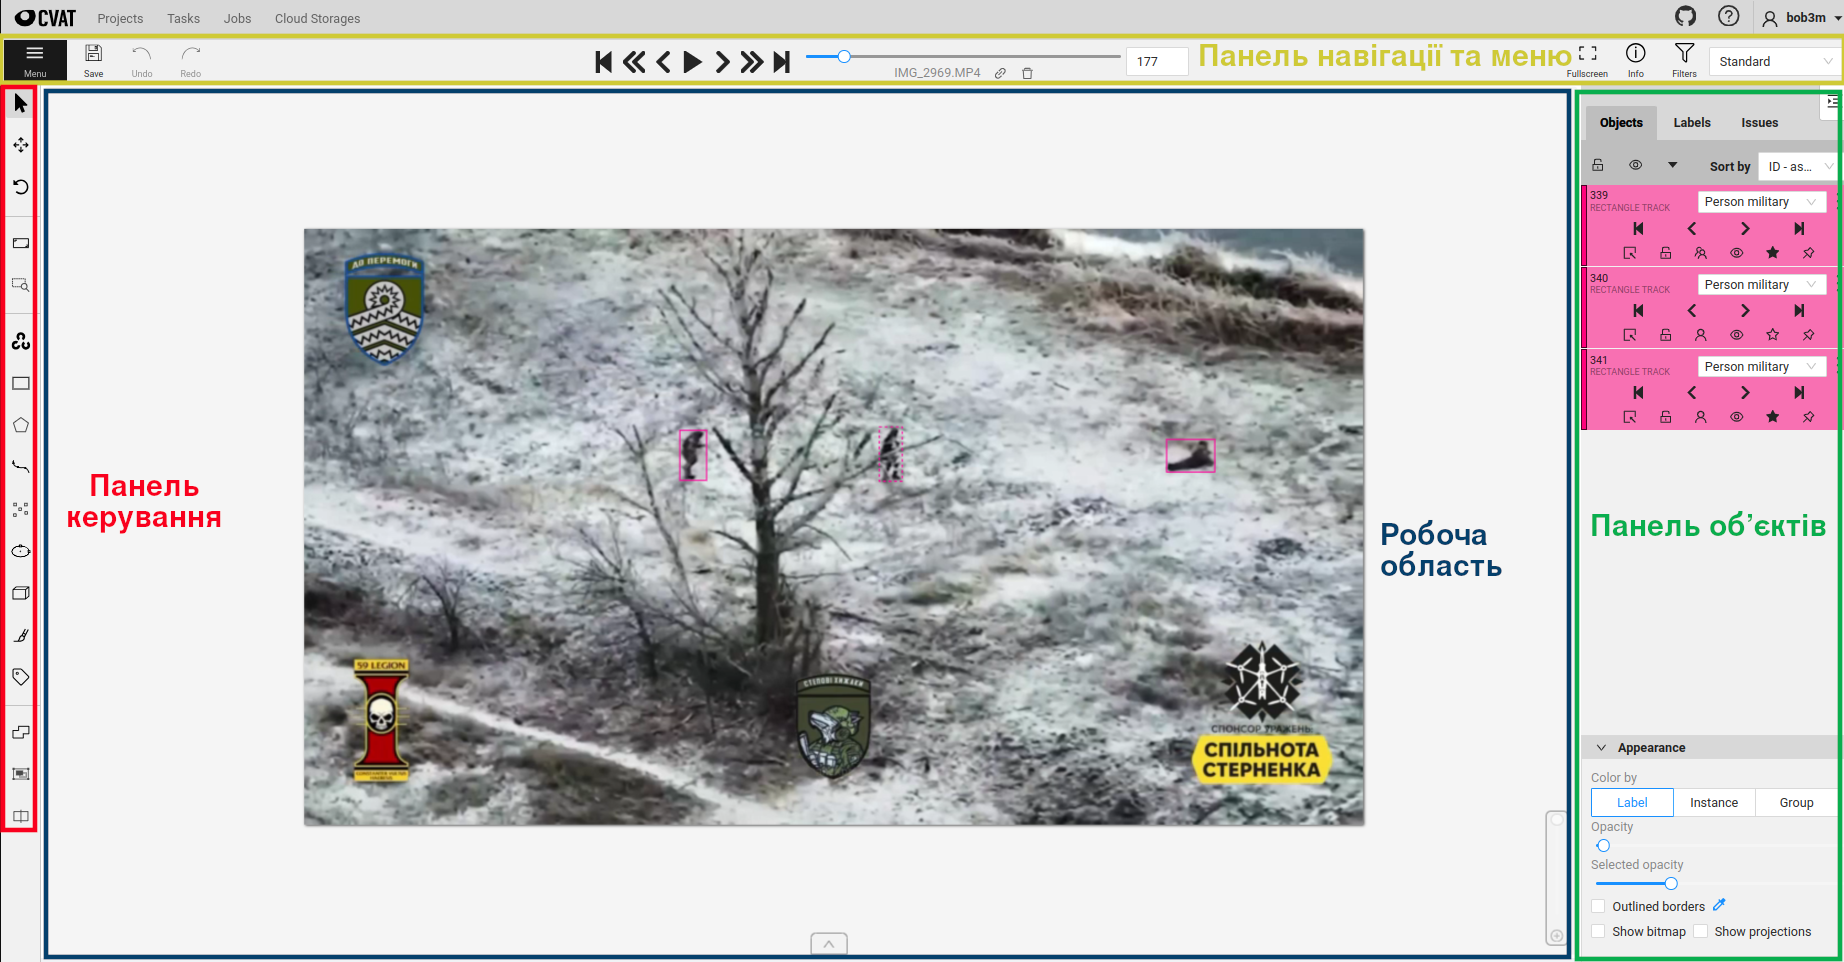 CVAT Projects Tasks Jobs Cloud Storages bob3m
Menu Save Undo Redo
IMG_2969.MP4
177
Панель навігації та меню
Fullscreen Info Filters Standard
Objects Labels Issues
Sort by ID - as...
339
RECTANGLE TRACK
Person military
340
RECTANGLE TRACK
Person military
341
RECTANGLE TRACK
Person military
ДО ПЕРЕМОГИ
Панель
керування
Робоча
область
Панель об'єктів
59 LEGION
СТЕПОВІ ХИЖАКИ
СПОНСОР УРАЖЕНЬ:
СПІЛЬНОТА
СТЕРНЕНКА
Appearance
Color by
Label Instance Group
Opacity
Selected opacity
Outlined borders
Show bitmap Show projections